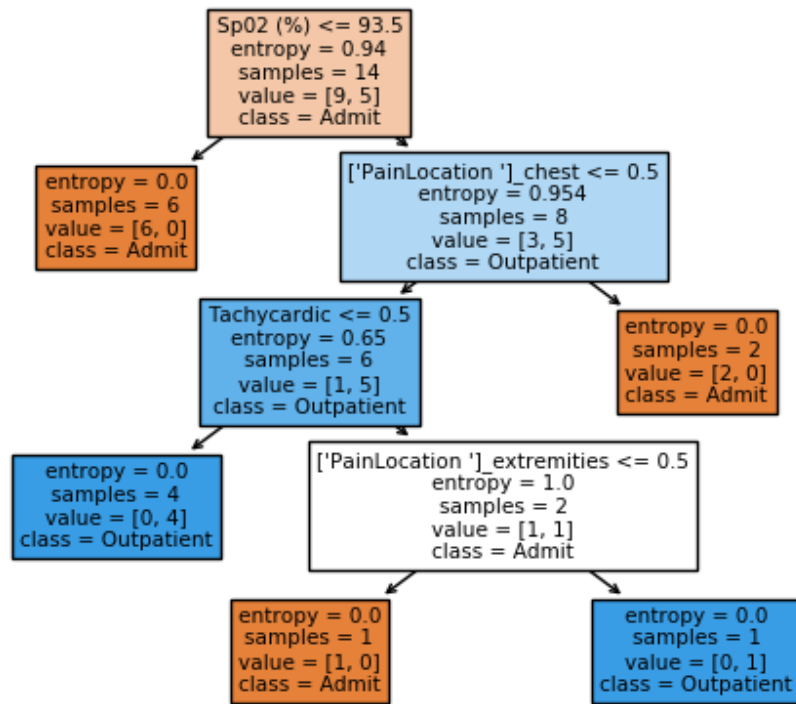 Sp02 (%) <= 93.5
entropy = 0.94
samples = 14
value = [9, 5]
class = Admit
entropy = 0.0
samples = 6
value = [6, 0]
class = Admit
['PainLocation ']_chest <= 0.5
entropy = 0.954
samples = 8
value = [3, 5]
class = Outpatient
Tachycardic <= 0.5
entropy = 0.65
samples = 6
value = [1, 5]
class = Outpatient
entropy = 0.0
samples = 2
value = [2, 0]
class = Admit
entropy = 0.0
samples = 4
value = [0, 4]
class = Outpatient
['PainLocation ']_extremities <= 0.5
entropy = 1.0
samples = 2
value = [1, 1]
class = Admit
entropy = 0.0
samples = 1
value = [1, 0]
class = Admit
entropy = 0.0
samples = 1
value = [0, 1]
class = Outpatient